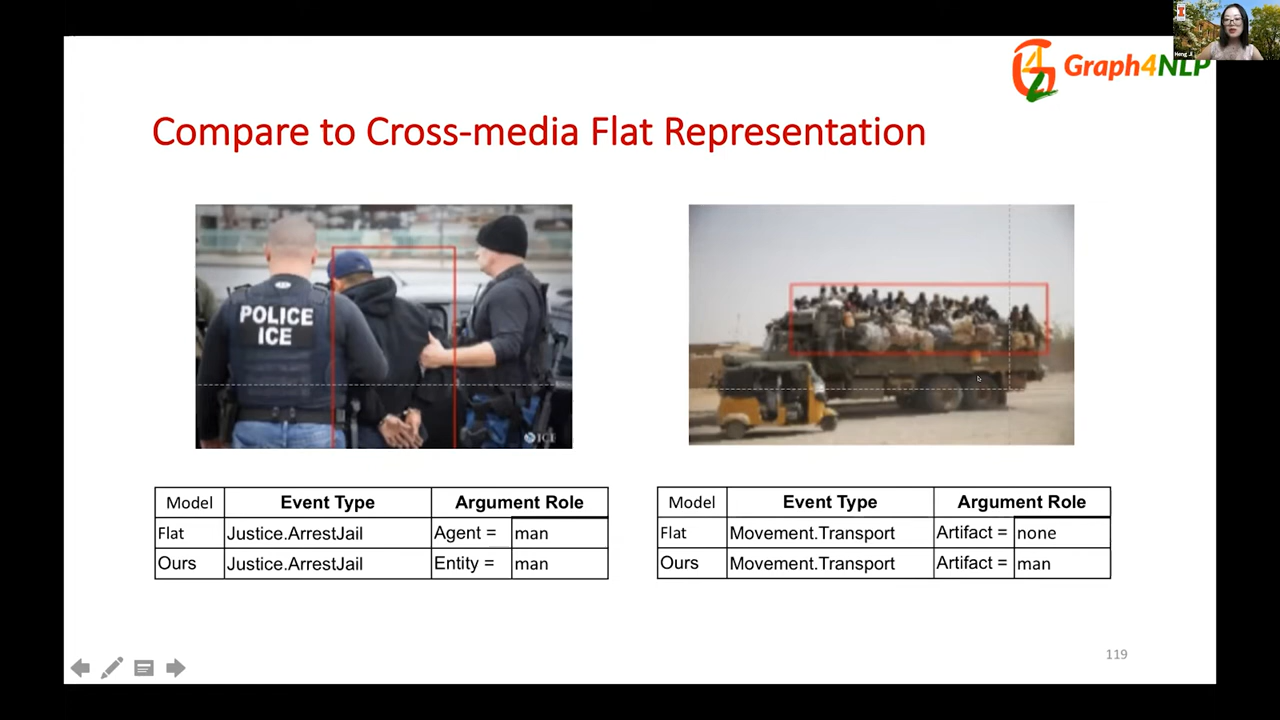 Heng Ji
Graph4NLP
Compare to Cross-media Flat Representation
POLICE
ICE
ICE
Model Event Type Argument Role
Flat Justice.ArrestJail Agent = man
Ours Justice.ArrestJail Entity = man
Model Event Type Argument Role
Flat Movement.Transport Artifact = none
Ours Movement.Transport Artifact = man
119